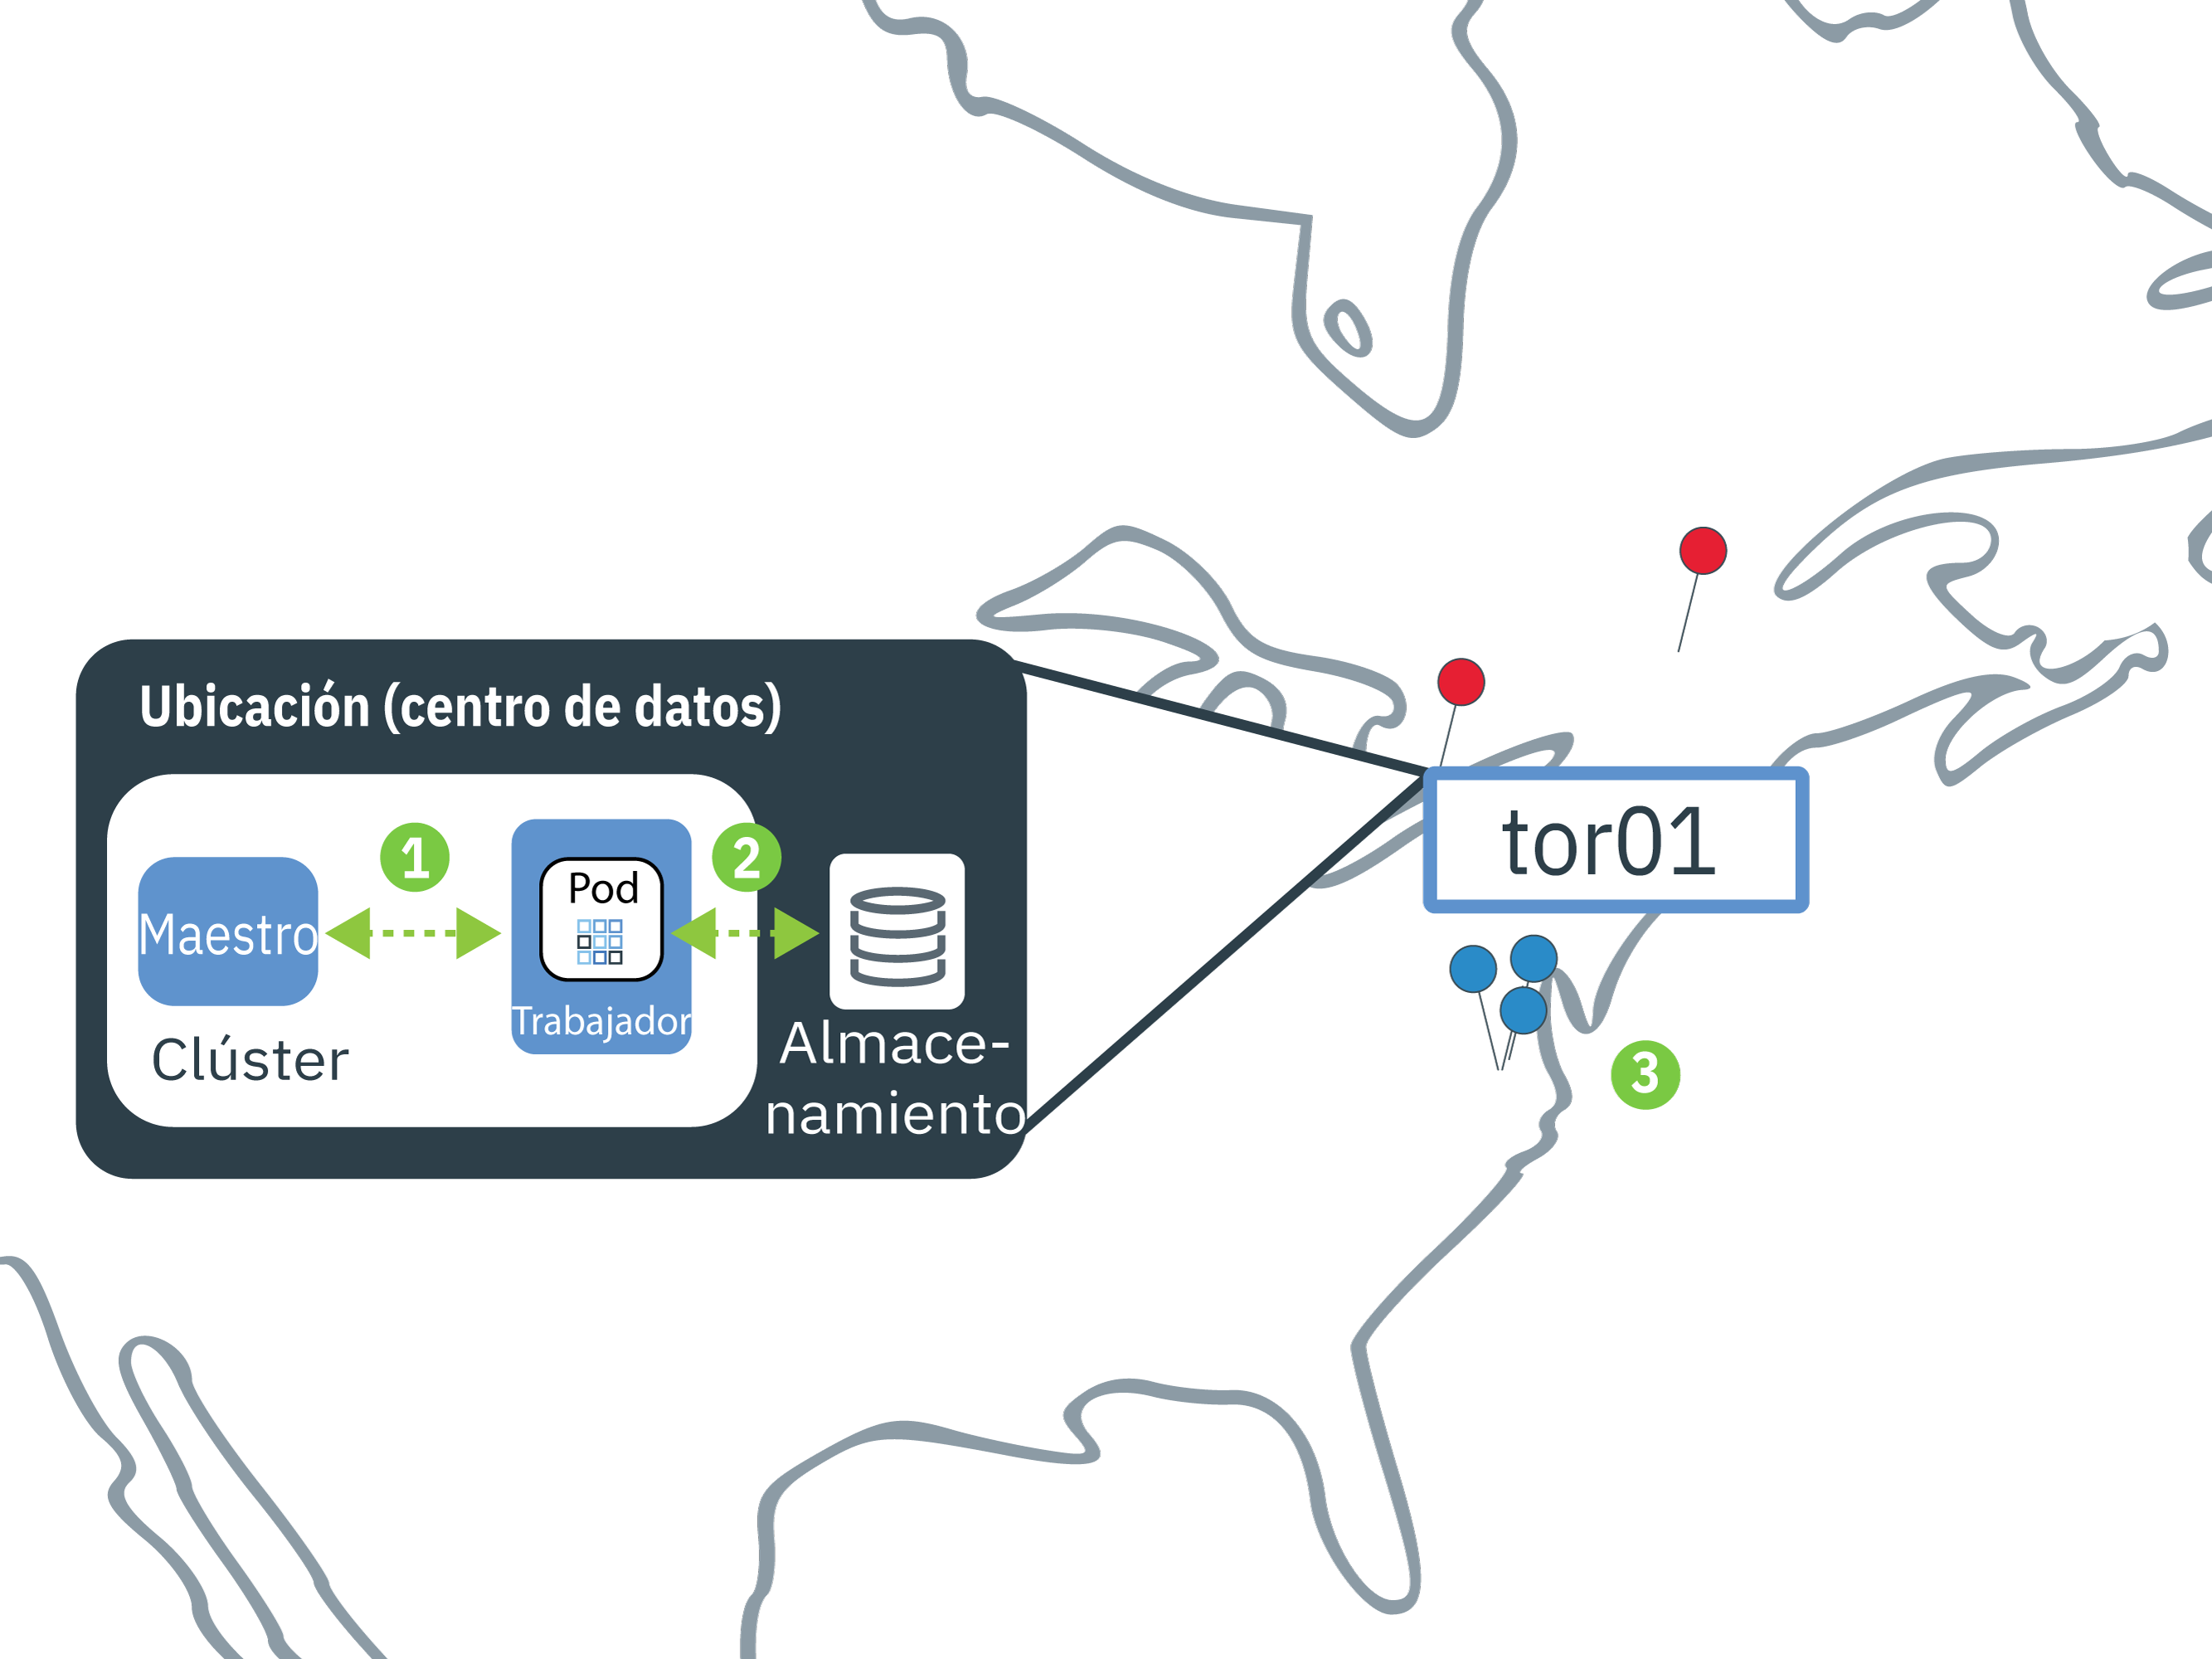 Ubicación (centro de datos)
1
2
Pod
Maestro
Trabajador
Clúster
Almace-
namiento
tor01
3